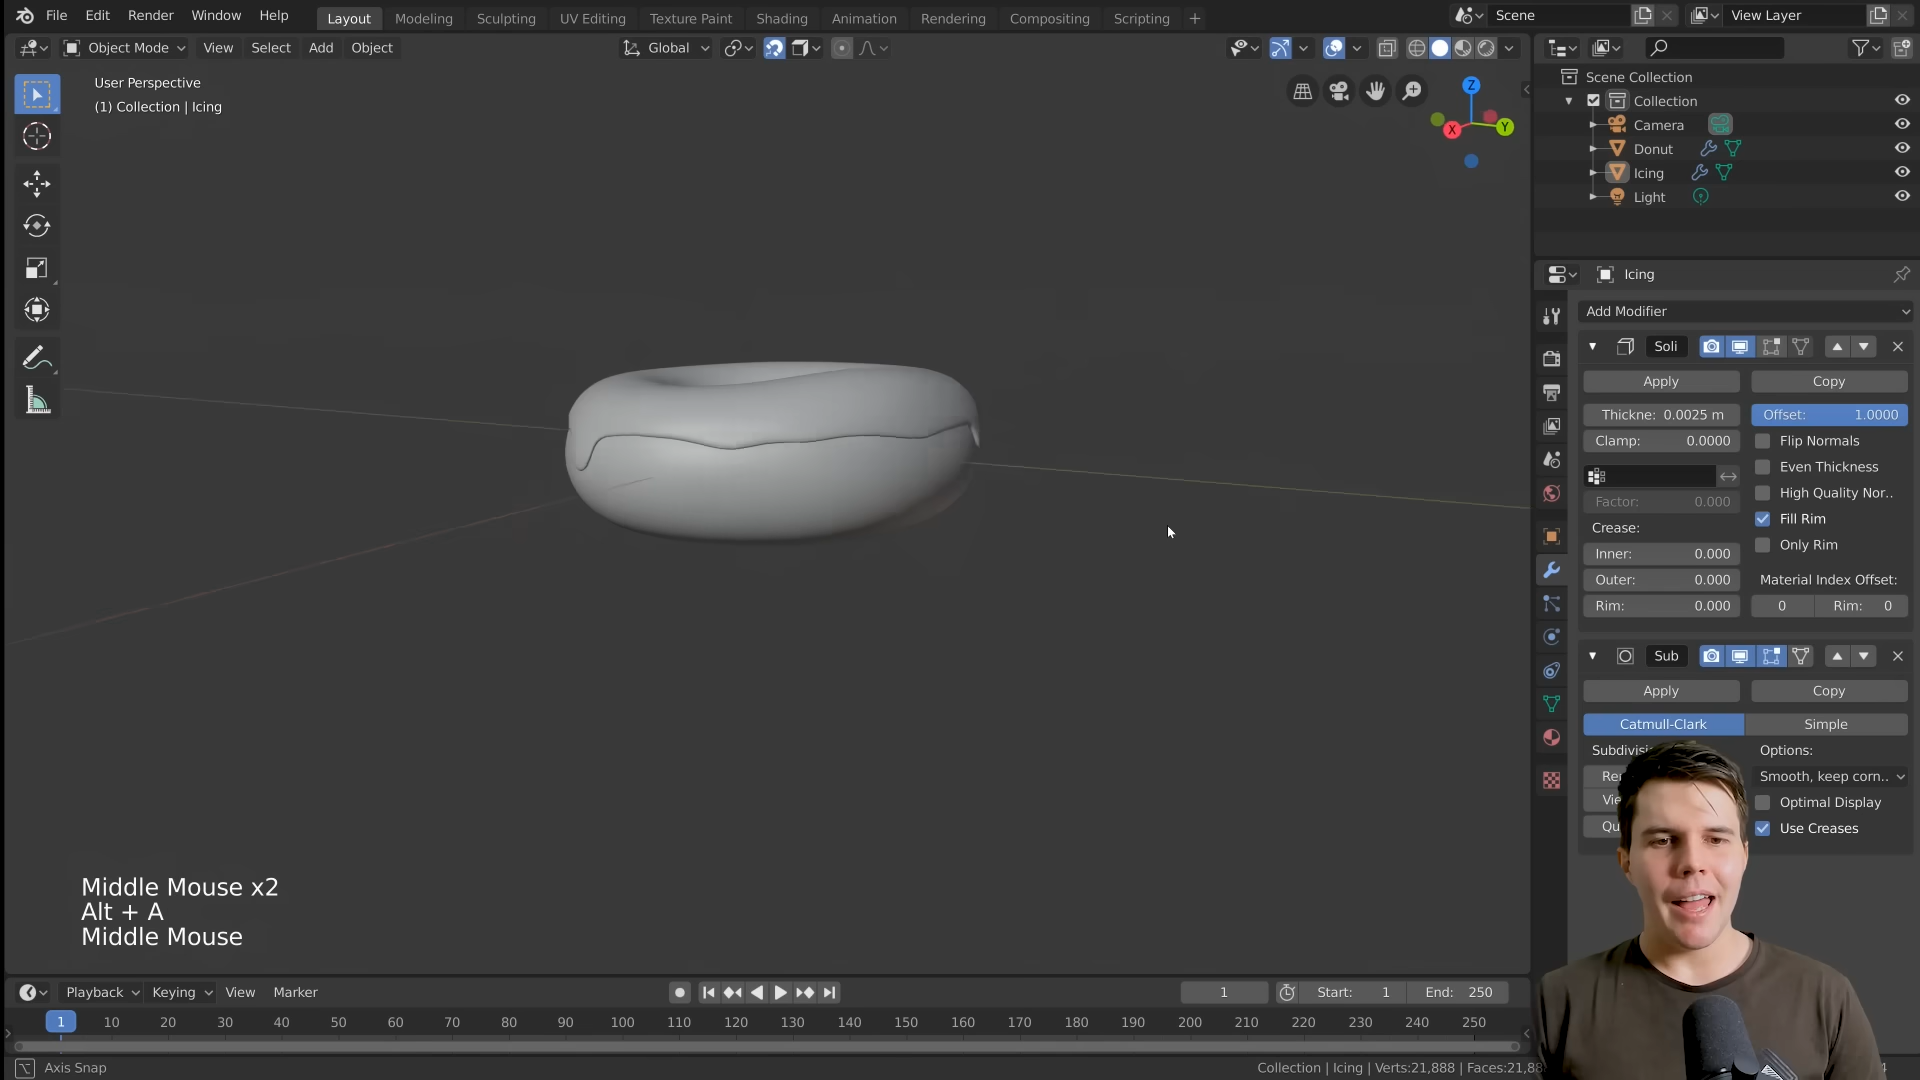 File Edit Render Window Help Layout Modeling Sculpting UV Editing Texture Paint Shading Animation Rendering Compositing Scripting + Scene View Layer
Object Mode View Select Add Object Global
User Perspective
(1) Collection | Icing
Z
X
Y
Scene Collection
Collection
Camera
Donut
Icing
Light
Icing
Add Modifier
Soli
Apply Copy
Thickne: 0.0025 m Offset: 1.0000
Clamp: 0.0000 Flip Normals
Even Thickness
High Quality Nor..
Factor: 0.000
Crease: Fill Rim
Inner: 0.000 Only Rim
Outer: 0.000 Material Index Offset:
Rim: 0.000 0 Rim: 0
Sub
Apply Copy
Catmull-Clark Simple
Options:
Smooth, keep corn..
Optimal Display
Use Creases
Middle Mouse x2
Alt + A
Middle Mouse
Playback Keying View Marker 1 Start: 1 End: 250
1 10 20 30 40 50 60 70 80 90 100 110 120 130 140 150 160 170 180 190 200 210 220 230 240 250
Axis Snap Collection | Icing | Verts:21,888 | Faces:21,88